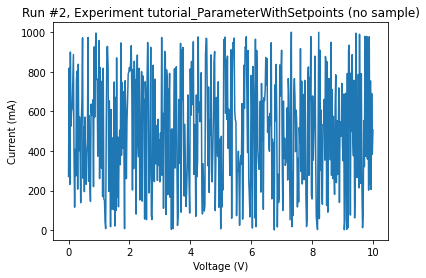 Run #2, Experiment tutorial_ParameterWithSetpoints (no sample)
1000
800
600
400
200
0
Current (mA)
0 2 4 6 8 10
Voltage (V)